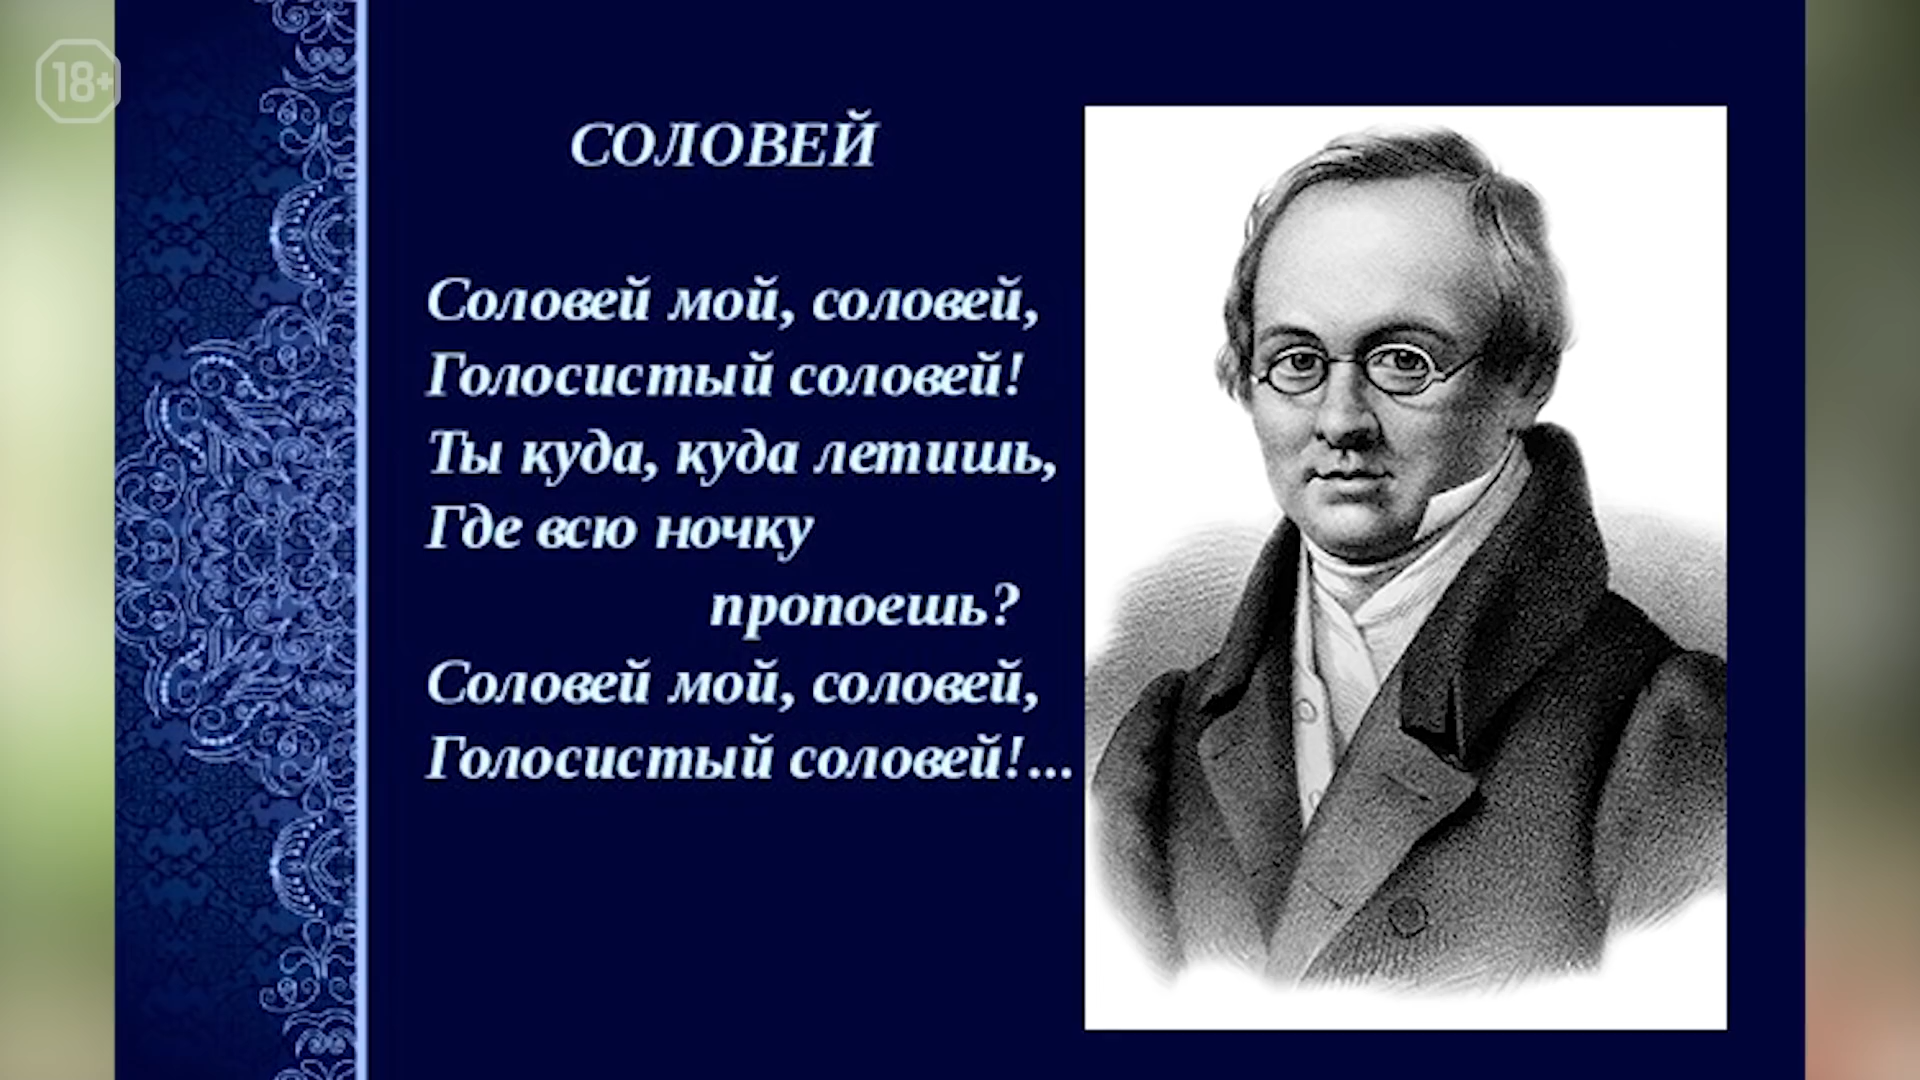 18+
СОЛОВЕЙ
Соловей мой, соловей,
Голосистый соловей!
Ты куда, куда летишь,
Где всю ночку
пропоешь?
Соловей мой, соловей,
Голосистый соловей!...